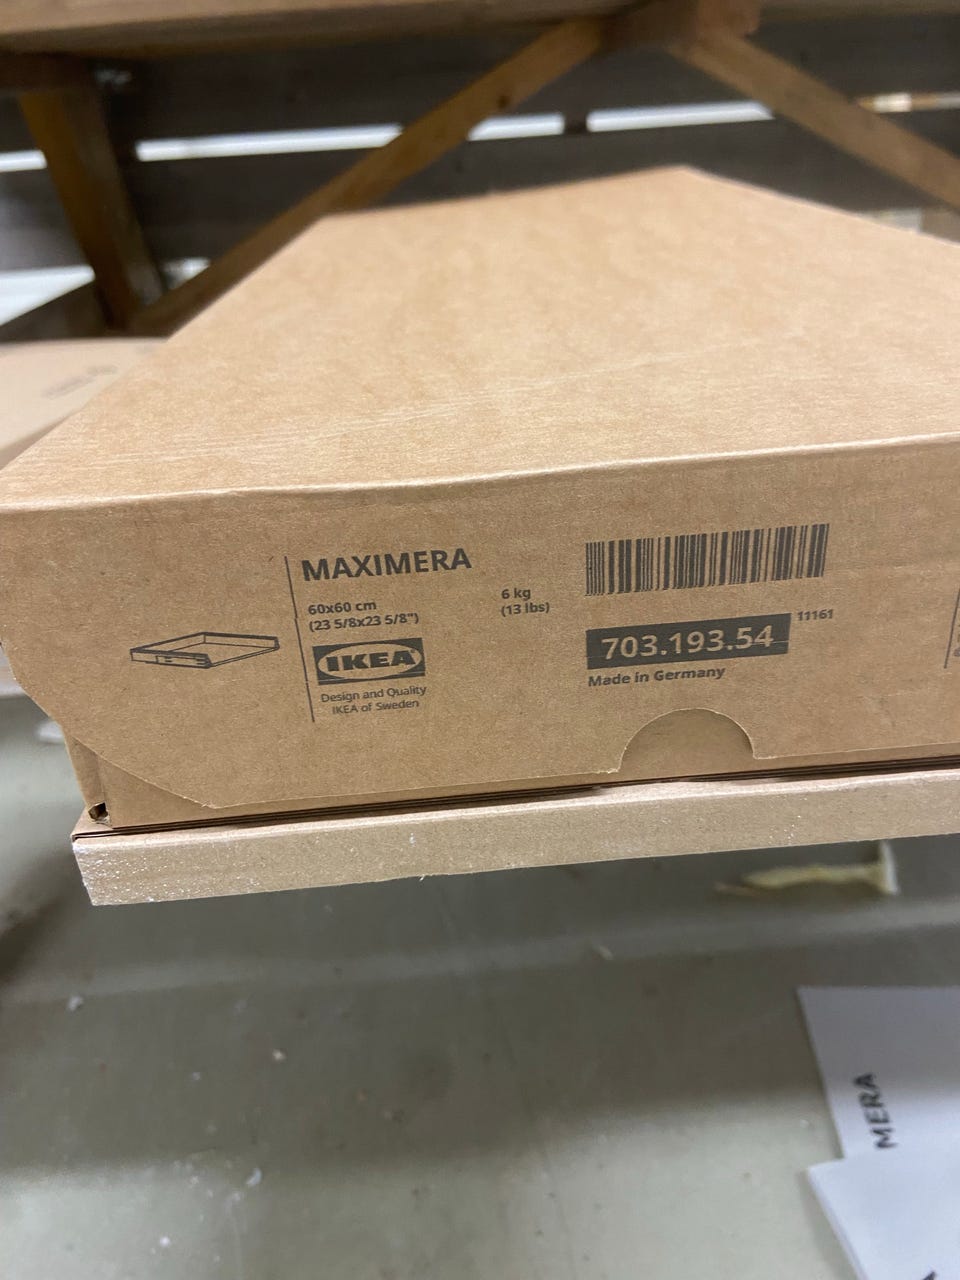 MAXIMERA
60x60 cm
(23 5/8x23 5/8")
IKEA
Design and Quality
IKEA of Sweden
6 kg
(13 lbs)
703.193.54
11161
Made in Germany
MERA